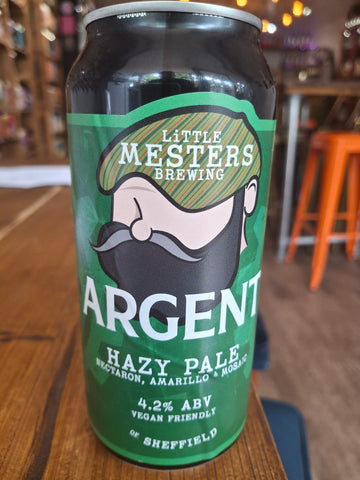 LiTTLE
MESTERS
BREWING
ARGENT
HAZY PALE
NECTARON, AMARILLO & MOSAIC
4.2% ABV
VEGAN FRIENDLY
OF SHEFFIELD